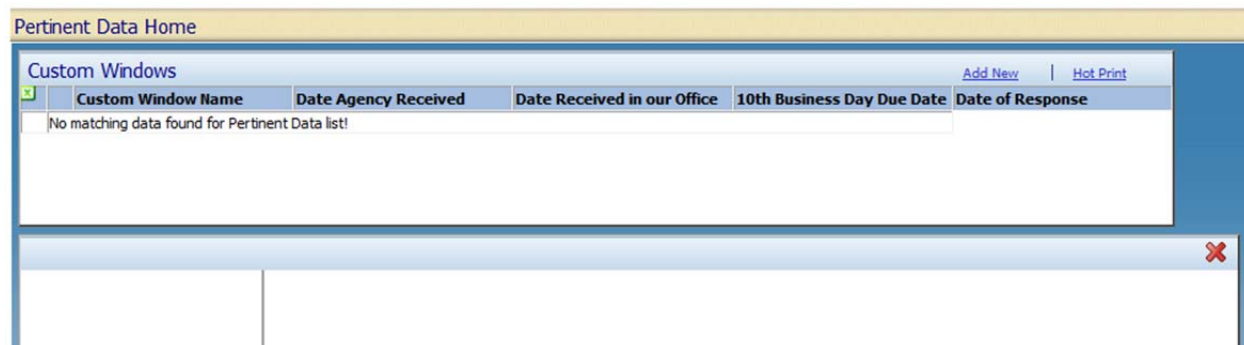 Pertinent Data Home
Custom Windows Add New | Hot Print
Custom Window Name Date Agency Received Date Received in our Office 10th Business Day Due Date Date of Response
No matching data found for Pertinent Data list!